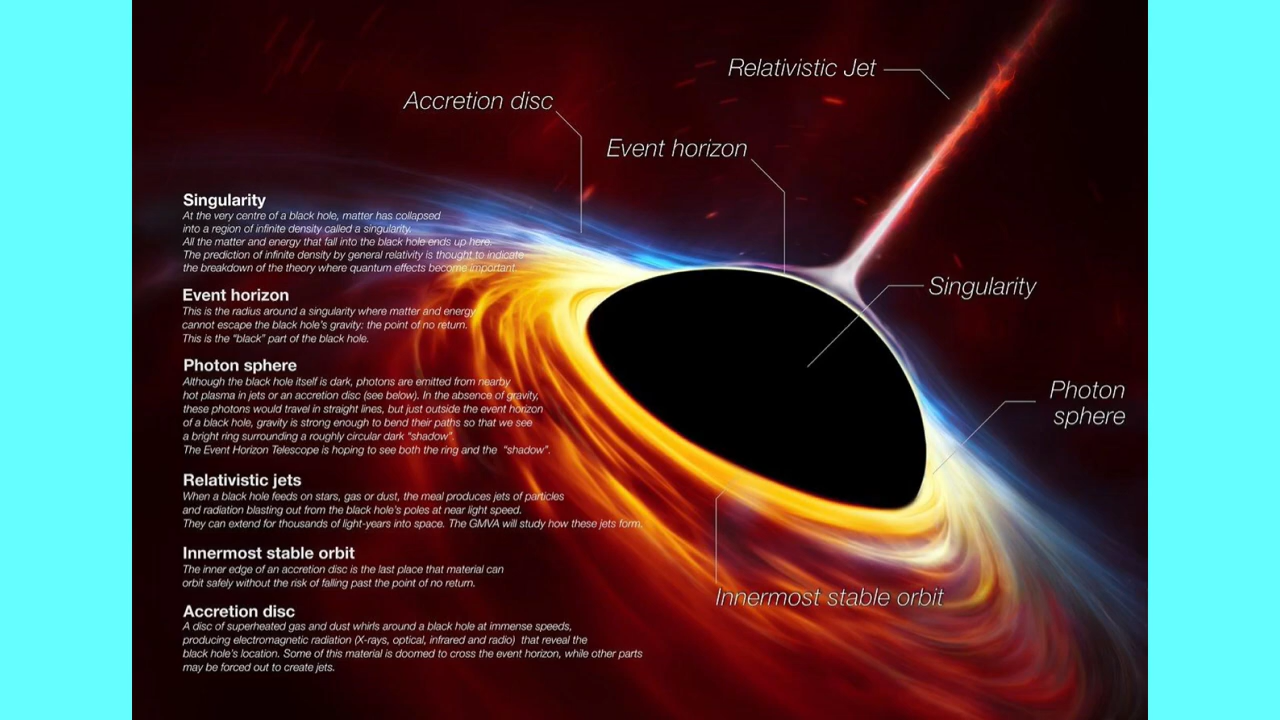 Relativistic Jet
Accretion disc
Event horizon
Singularity
At the very centre of a black hole, matter has collapsed
into a region of infinite density called a singularity.
All the matter and energy that fall into the black hole ends up here.
The prediction of infinite density by general relativity is thought to indicate
the breakdown of the theory where quantum effects become important.
Event horizon
This is the radius around a singularity where matter and energy
cannot escape the black hole's gravity: the point of no return.
This is the "black" part of the black hole.
Photon sphere
Although the black hole itself is dark, photons are emitted from nearby
hot plasma in jets or an accretion disc (see below). In the absence of gravity,
these photons would travel in straight lines, but just outside the event horizon
of a black hole, gravity is strong enough to bend their paths so that we see
a bright ring surrounding a roughly circular dark "shadow".
The Event Horizon Telescope is hoping to see both the ring and the "shadow".
Relativistic jets
When a black hole feeds on stars, gas or dust, the meal produces jets of particles
and radiation blasting out from the black hole's poles at near light speed.
They can extend for thousands of light-years into space. The GMVA will study how these jets form.
Innermost stable orbit
The inner edge of an accretion disc is the last place that material can
orbit safely without the risk of falling past the point of no return.
Accretion disc
A disc of superheated gas and dust whirls around a black hole at immense speeds,
producing electromagnetic radiation (X-rays, optical, infrared and radio) that reveal the
black hole's location. Some of this material is doomed to cross the event horizon, while other parts
may be forced out to create jets.
Singularity
Photon
sphere
Innermost stable orbit